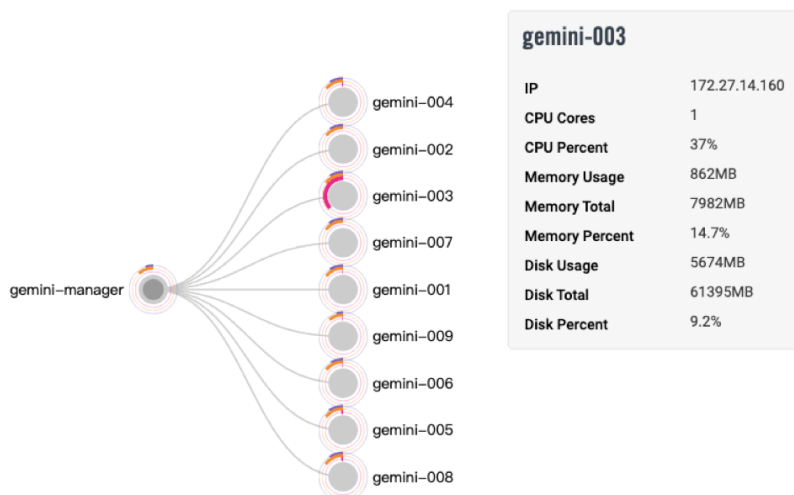 gemini-003
IP 172.27.14.160
CPU Cores 1
CPU Percent 37%
Memory Usage 862MB
Memory Total 7982MB
Memory Percent 14.7%
Disk Usage 5674MB
Disk Total 61395MB
Disk Percent 9.2%
gemini-manager
gemini-004
gemini-002
gemini-003
gemini-007
gemini-001
gemini-009
gemini-006
gemini-005
gemini-008